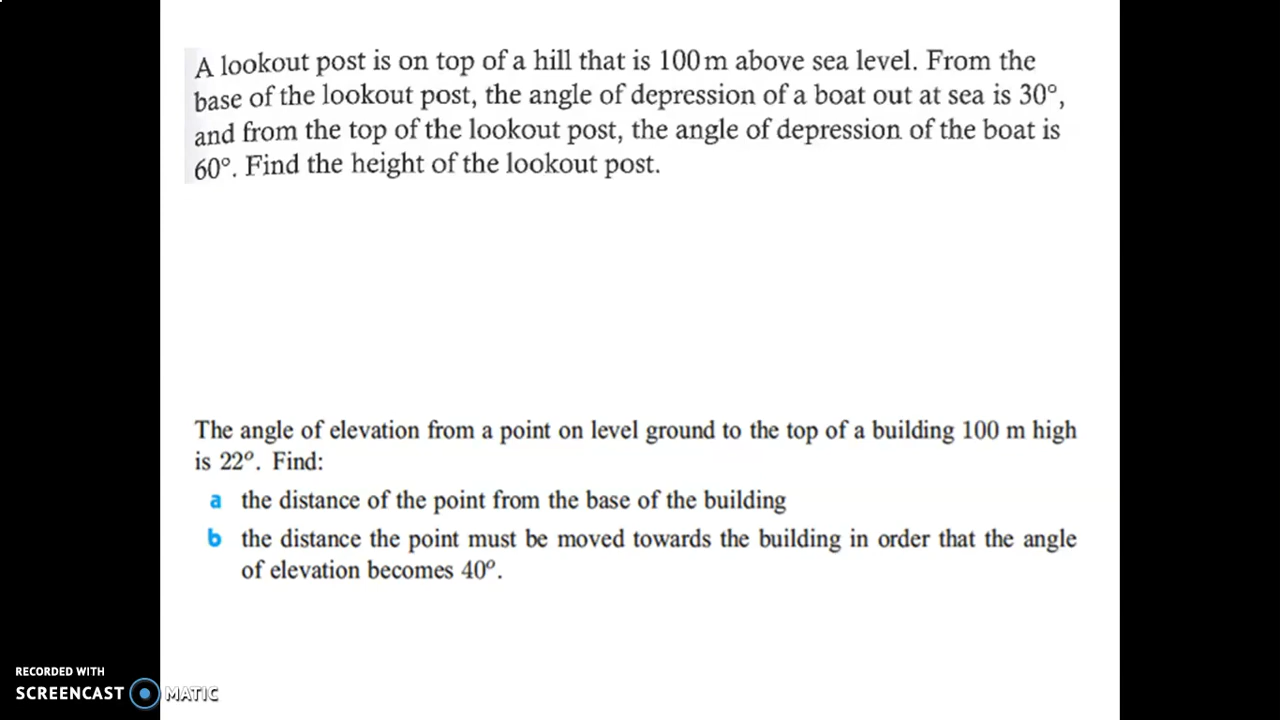 A lookout post is on top of a hill that is 100 m above sea level. From the
base of the lookout post, the angle of depression of a boat out at sea is 30°,
and from the top of the lookout post, the angle of depression of the boat is
60°. Find the height of the lookout post.
The angle of elevation from a point on level ground to the top of a building 100 m high
is 22°. Find:
a the distance of the point from the base of the building
b the distance the point must be moved towards the building in order that the angle
of elevation becomes 40°.
RECORDED WITH
SCREENCAST MATIC